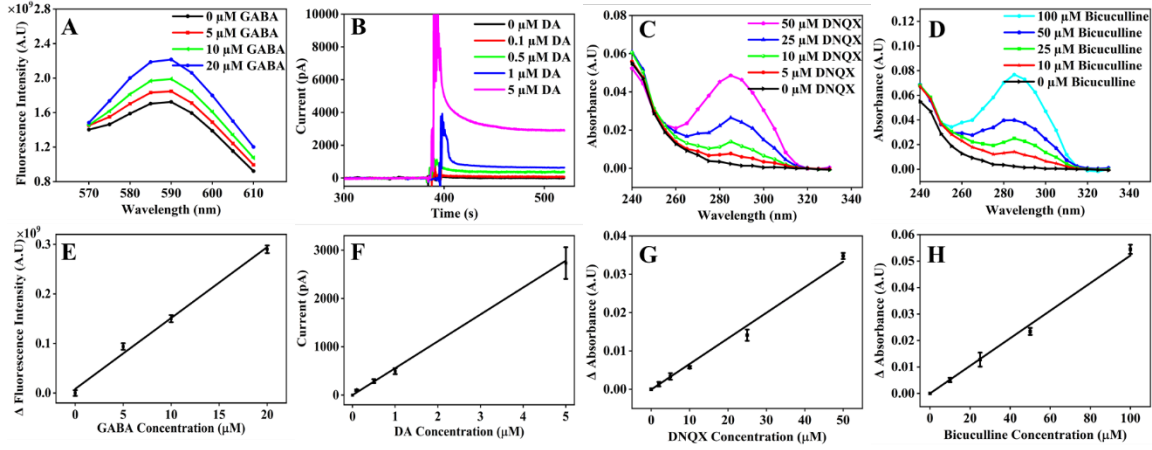 A
×10⁹
Fluorescence Intensity (A.U)
2.8
2.4
2.0
1.6
1.2
0.8
570 580 590 600 610
Wavelength (nm)
0 µM GABA
5 µM GABA
10 µM GABA
20 µM GABA
B
Current (pA)
10000
8000
6000
4000
2000
0
300 400 500
Time (s)
0 µM DA
0.1 µM DA
0.5 µM DA
1 µM DA
5 µM DA
C
Absorbance (A.U)
0.08
0.06
0.04
0.02
0.00
240 260 280 300 320 340
Wavelength (nm)
50 µM DNQX
25 µM DNQX
10 µM DNQX
5 µM DNQX
0 µM DNQX
D
Absorbance (A.U)
0.12
0.08
0.04
0.00
240 260 280 300 320 340
Wavelength (nm)
100 µM Bicuculline
50 µM Bicuculline
25 µM Bicuculline
10 µM Bicuculline
0 µM Bicuculline
E
×10⁹
Δ Fluorescence Intensity (A.U)
0.3
0.2
0.1
0.0
0 5 10 15 20
GABA Concentration (µM)
F
Current (pA)
3000
2000
1000
0
0 1 2 3 4 5
DA Concentration (µM)
G
Δ Absorbance (A.U)
0.04
0.03
0.02
0.01
0.00
0 10 20 30 40 50
DNQX Concentration (µM)
H
Δ Absorbance (A.U)
0.06
0.05
0.04
0.03
0.02
0.01
0.00
0 20 40 60 80 100
Bicuculline Concentration (µM)